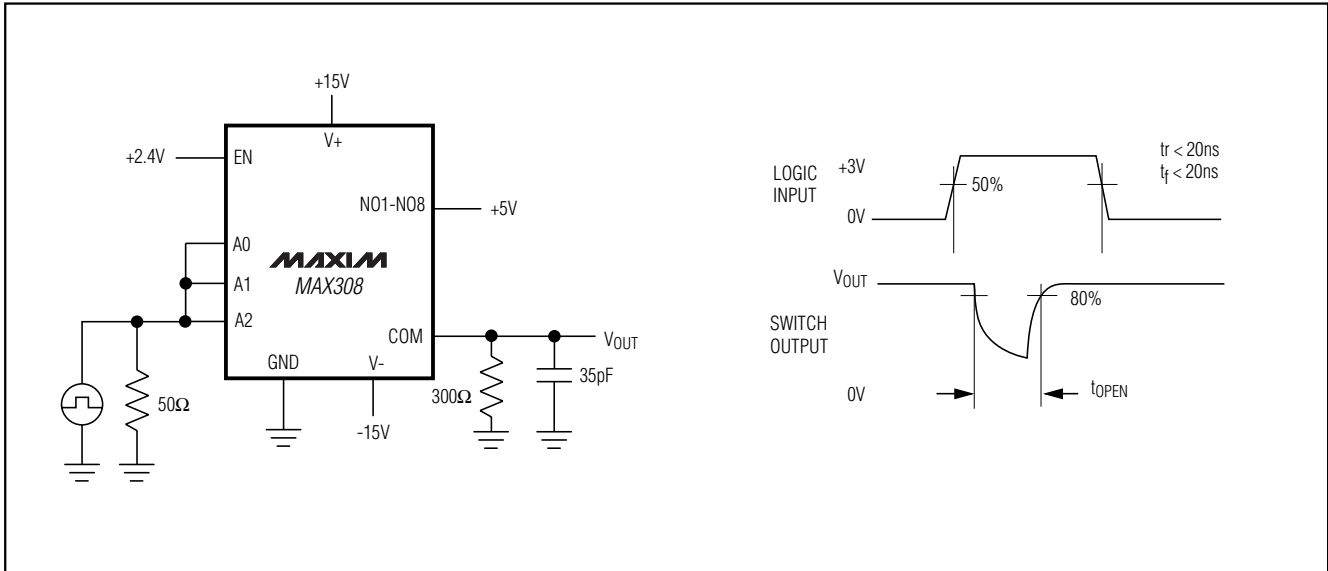 +15V
V+
+2.4V
EN
NO1-NO8
+5V
A0
MAXIM
A1
MAX308
A2
COM
VOUT
GND
V-
50Ω
300Ω
35pF
-15V
LOGIC
INPUT
+3V
50%
0V
tr < 20ns
tf < 20ns
VOUT
80%
SWITCH
OUTPUT
0V
tOPEN